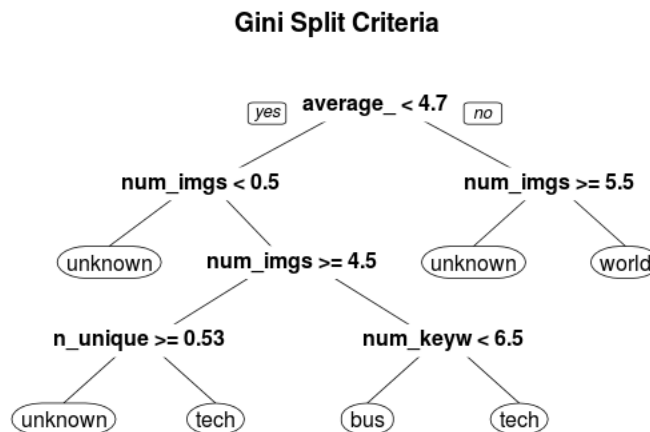 Gini Split Criteria
yes average_ < 4.7 no
num_imgs < 0.5 num_imgs >= 5.5
unknown num_imgs >= 4.5 unknown world
n_unique >= 0.53 num_keyw < 6.5
unknown tech bus tech